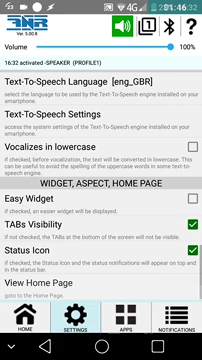 01:46:32
ANR
Ver. 5.00.8
1
?
Volume
100%
16:32 activated -SPEAKER (PROFILE1)
Text-To-Speech Language [eng_GBR]
select the language to be used by the Text-To-Speech engine installed on your smartphone.
Text-To-Speech Settings
access the system settings of the Text-To-Speech engine installed on your smartphone.
Vocalizes in lowercase
if checked, before vocalization, the text will be converted in lowercase. This can be useful to avoid the spelling of the uppercase words in some text-to-speech engine.
WIDGET, ASPECT, HOME PAGE
Easy Widget
if checked, an easier widget will be displayed.
TABs Visibility
if not checked, the TABs at the bottom of the screen will not be visible.
Status Icon
if checked, the Status Icon and the status notifications will appear on top and in the status bar.
View Home Page
goto to the Home Page.
HOME
SETTINGS
APPS
NOTIFICATIONS